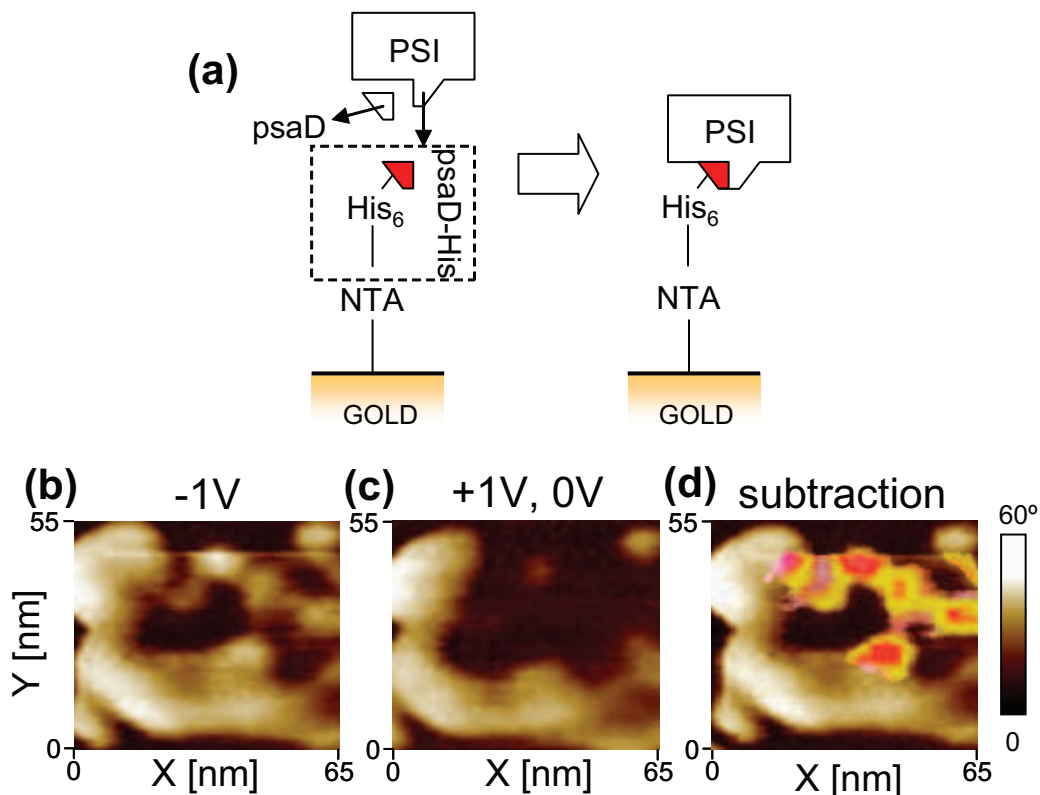 (a)
PSI
psaD
psaD-His
His6
NTA
GOLD
PSI
His6
NTA
GOLD
(b)
-1V
(c)
+1V, 0V
(d)
subtraction
55
Y [nm]
0
0
X [nm]
65
55
0
0
X [nm]
65
55
0
0
X [nm]
65
60º
0